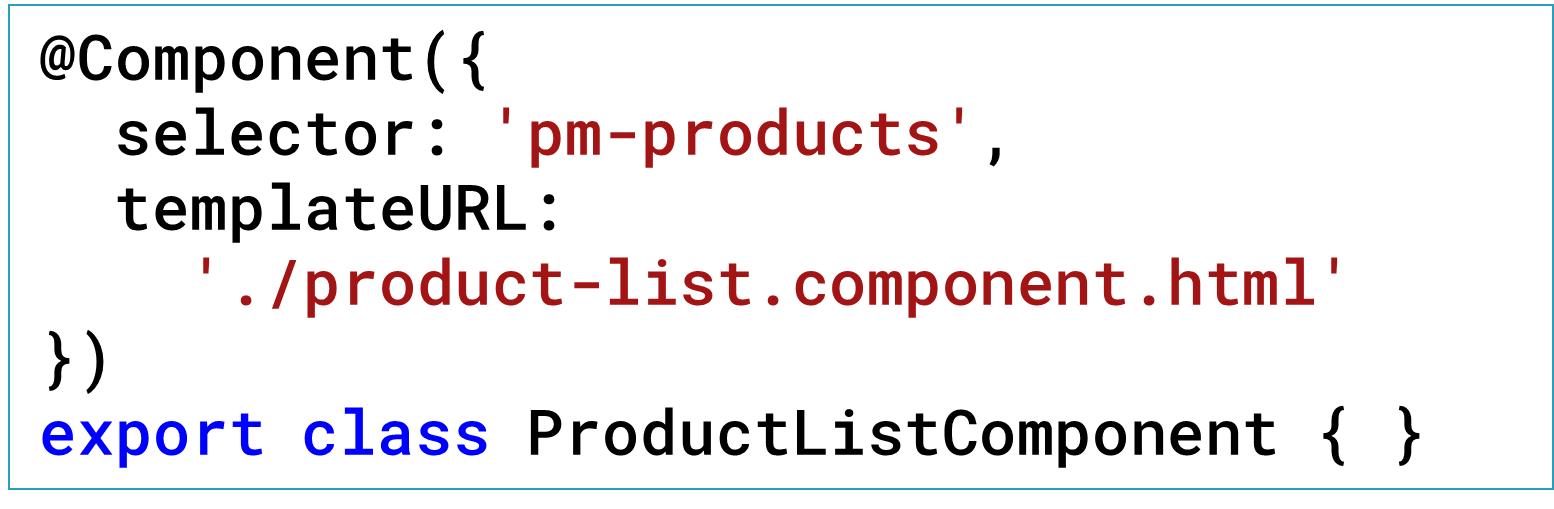 @Component({
  selector: 'pm-products',
  templateURL:
    './product-list.component.html'
})
export class ProductListComponent { }